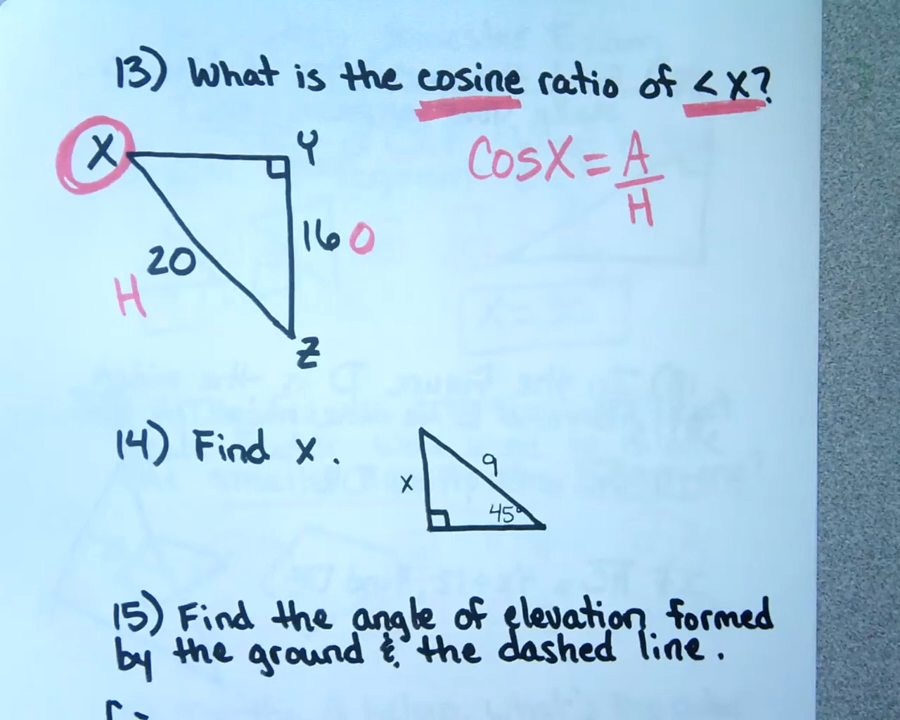 13) What is the cosine ratio of < X?
X
Y
CosX = A/H
16 O
20
H
Z
14) Find x.
9
x
45°
15) Find the angle of elevation formed
by the ground & the dashed line.